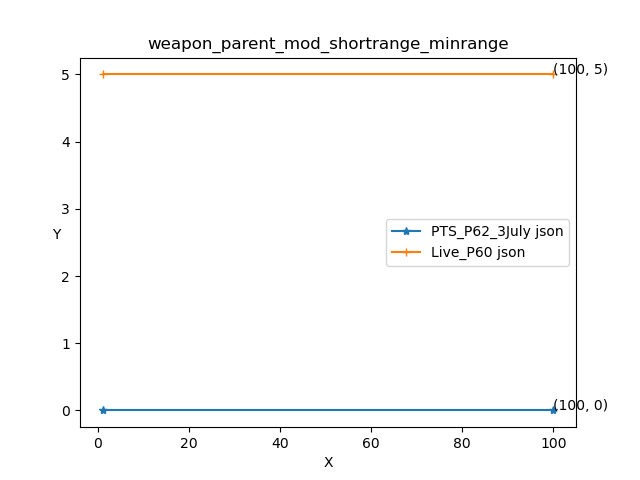 weapon_parent_mod_shortrange_minrange
5
4
3
2
1
0
Y
(100, 5)
PTS_P62_3July json
Live_P60 json
(100, 0)
0
20
40
60
80
100
X